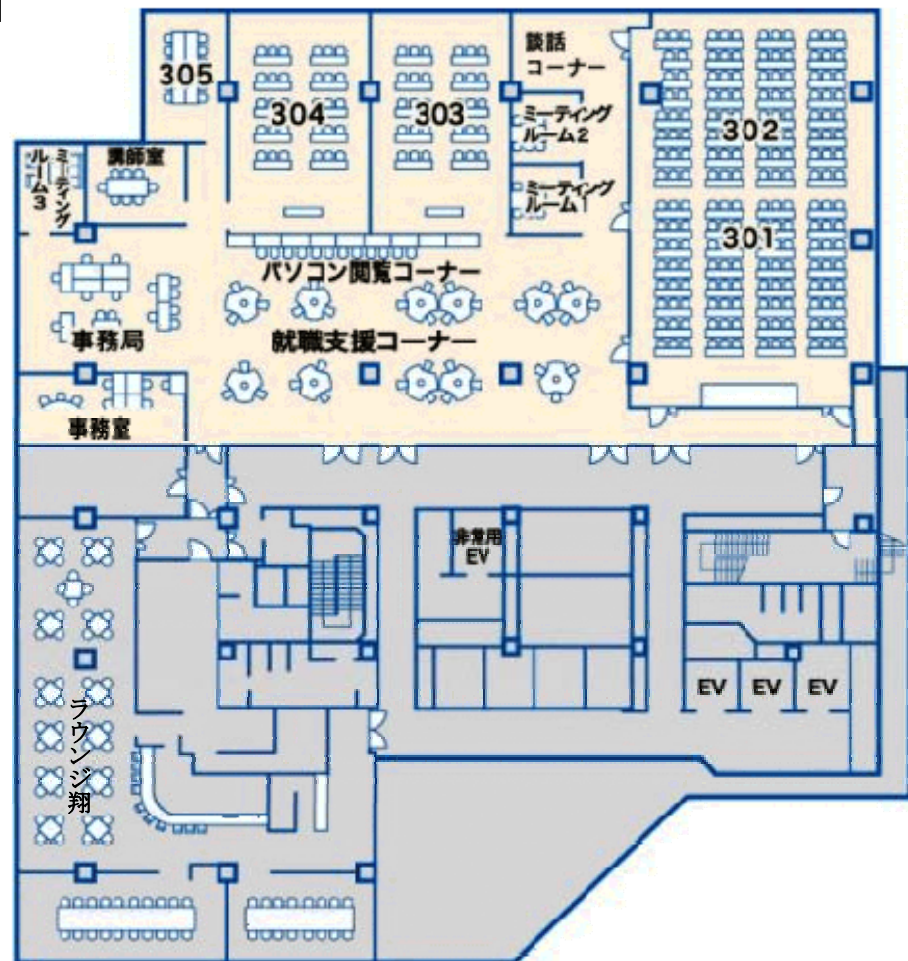 305
304
303
談話
コーナー
302
ミーティング
ルーム2
ミーティング
ルーム3
講師室
ミーティング
ルーム1
301
パソコン閲覧コーナー
就職支援コーナー
事務局
事務室
非常用
EV
EV
EV
EV
ラウンジ翔